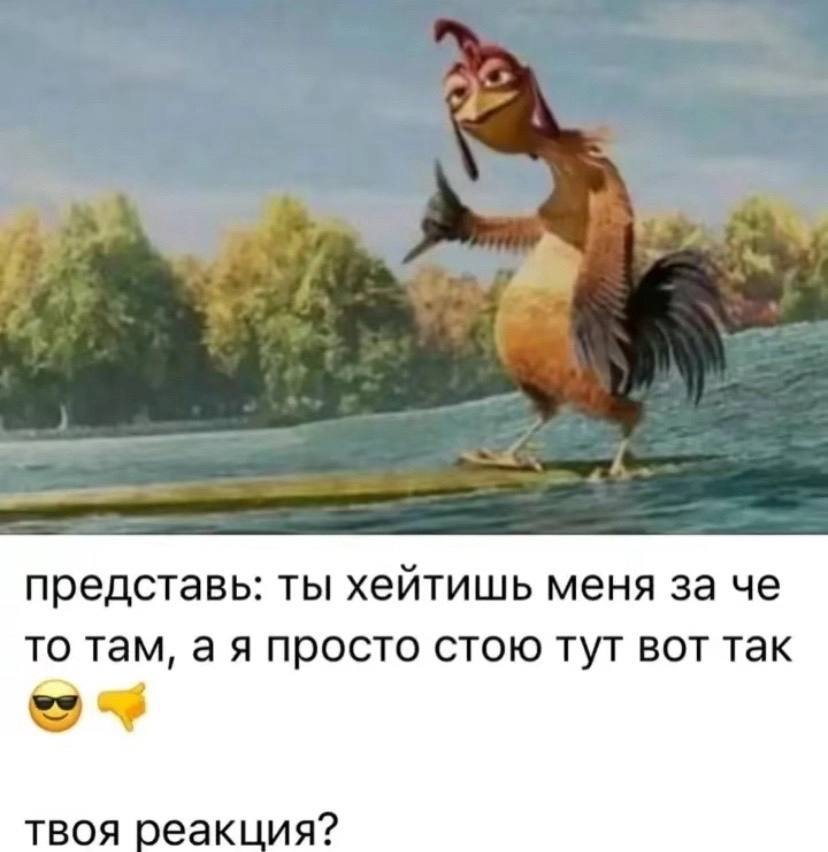 представь: ты хейтишь меня за че
то там, а я просто стою тут вот так
😎👎
твоя реакция?